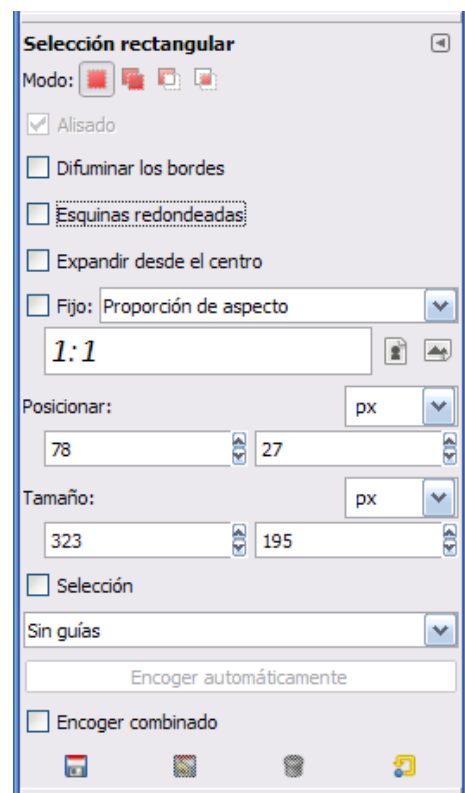 Selección rectangular
Modo:
Alisado
Difuminar los bordes
Esquinas redondeadas
Expandir desde el centro
Fijo: Proporción de aspecto
1:1
Posicionar: px
78 27
Tamaño: px
323 195
Selección
Sin guías
Encoger automáticamente
Encoger combinado